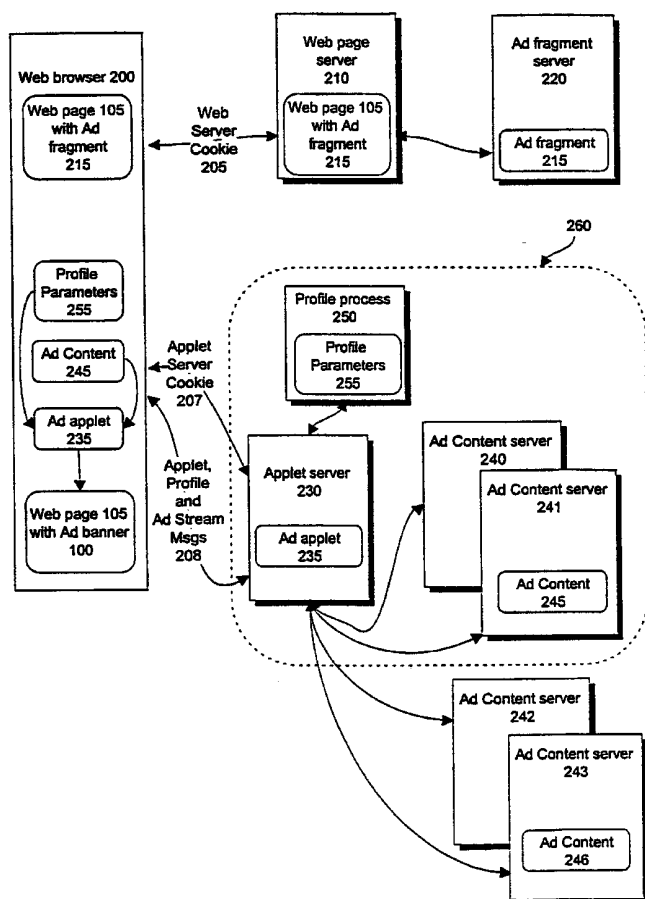 Web browser 200
Web page 105
with Ad
fragment
215
Web
Server
Cookie
205
Web page
server
210
Web page 105
with Ad
fragment
215
Ad fragment
server
220
Ad fragment
215
260
Profile
Parameters
255
Ad Content
245
Ad applet
235
Web page 105
with Ad banner
100
Applet
Server
Cookie
207
Applet,
Profile
and
Ad Stream
Msgs
208
Profile process
250
Profile
Parameters
255
Applet server
230
Ad applet
235
Ad Content server
240
Ad Content server
241
Ad Content
245
Ad Content server
242
Ad Content server
243
Ad Content
246